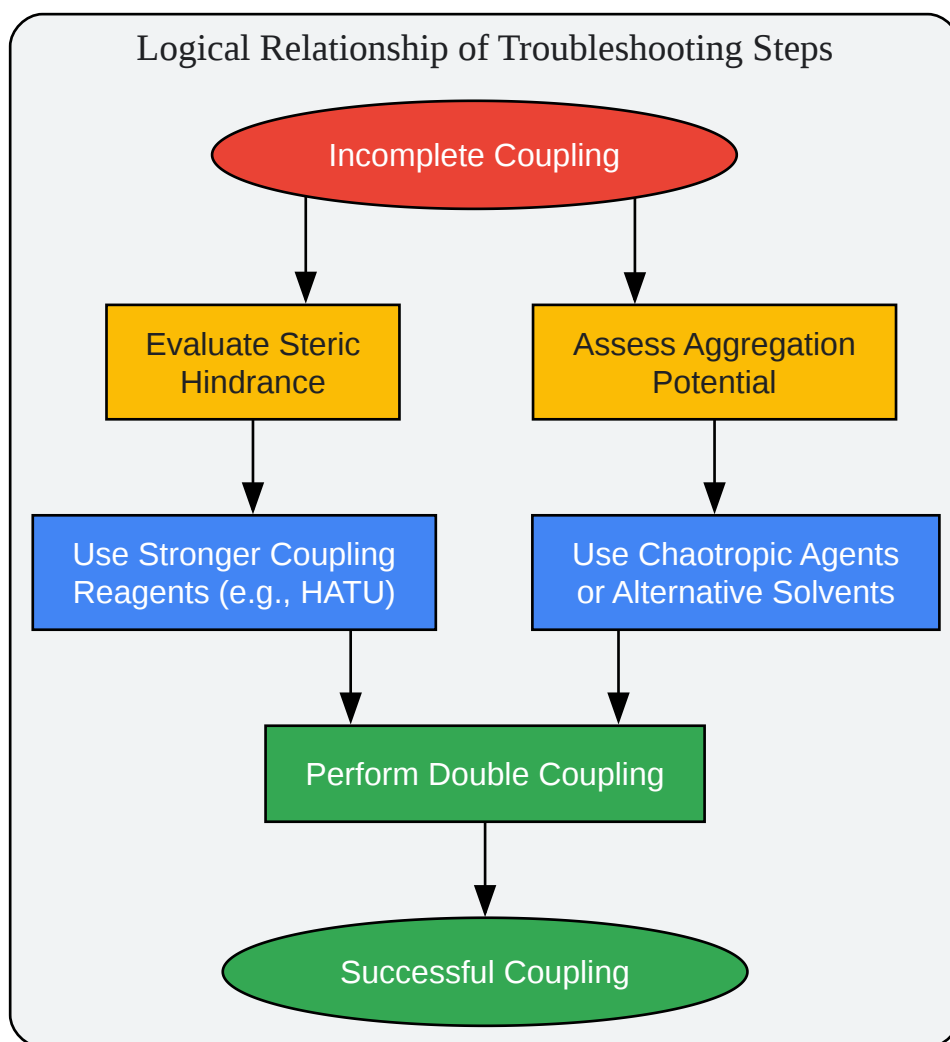 Logical Relationship of Troubleshooting Steps
Incomplete Coupling
Evaluate Steric
Hindrance
Assess Aggregation
Potential
Use Stronger Coupling
Reagents (e.g., HATU)
Use Chaotropic Agents
or Alternative Solvents
Perform Double Coupling
Successful Coupling